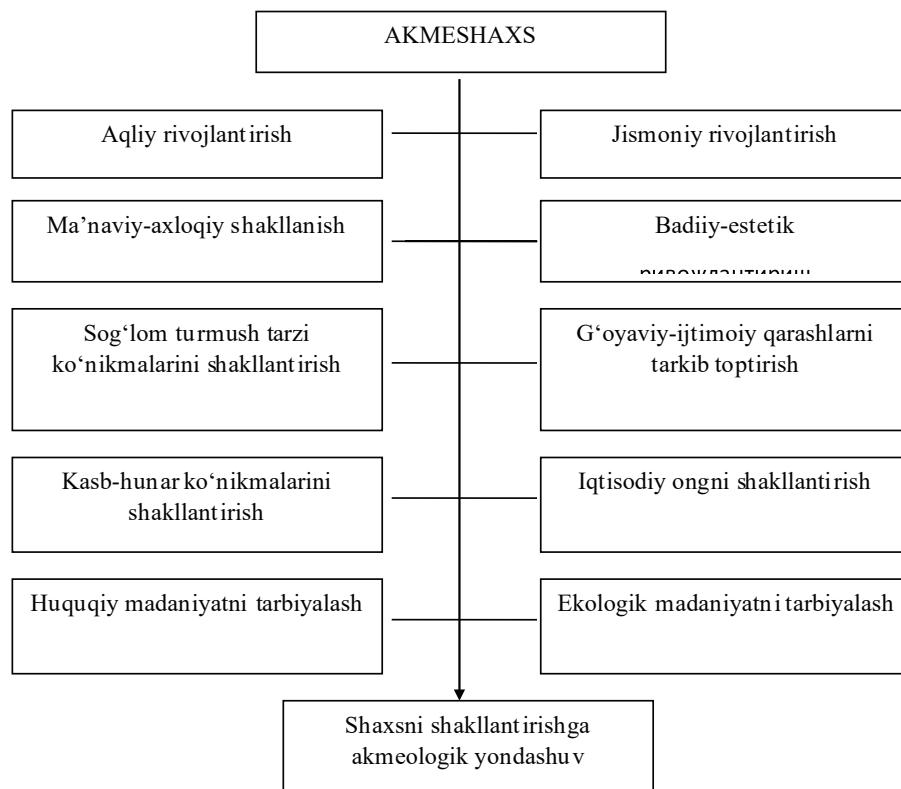 AKMESHAXS
Aqliy rivojlantirish
Jismoniy rivojlantirish
Ma’naviy-axloqiy shakllanish
Badiiy-estetik
ривожлантириш
Sog‘lom turmush tarzi
ko‘nikmalarini shakllantirish
G‘oyaviy-ijtimoiy qarashlarni
tarkib toptirish
Kasb-hunar ko‘nikmalarini
shakllantirish
Iqtisodiy ongni shakllantirish
Huquqiy madaniyatni tarbiyalash
Ekologik madaniyatni tarbiyalash
Shaxsni shakllantirishga
akmeologik yondashuv